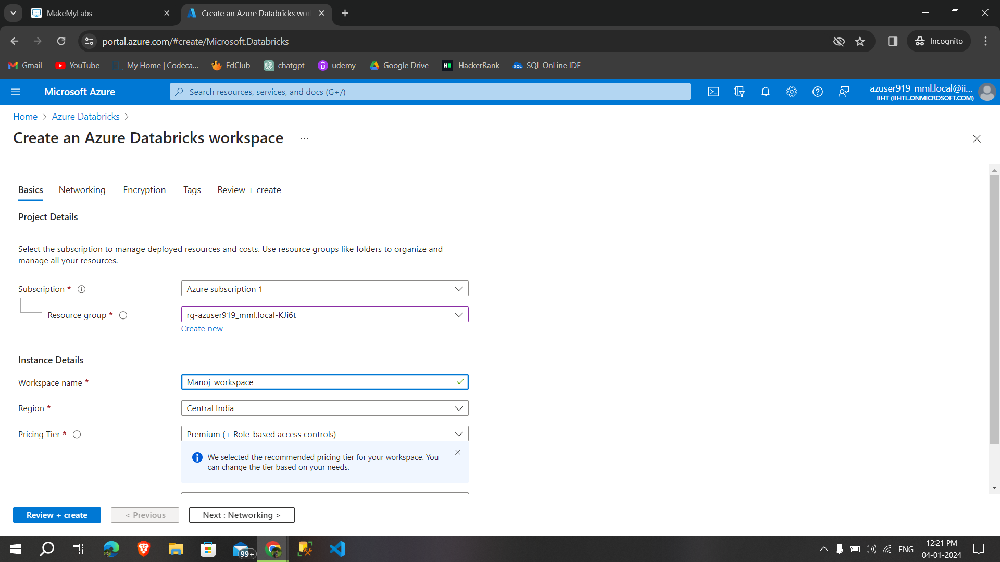 MakeMyLabs
Create an Azure Databricks wor
portal.azure.com/#create/Microsoft.Databricks
Incognito
Gmail
YouTube
My Home | Codeca...
EdClub
chatgpt
udemy
Google Drive
HackerRank
SQL OnLine IDE
Microsoft Azure
Search resources, services, and docs (G+/)
azuser919_mml.local@ii...
IIHT (IIHTL.ONMICROSOFT.COM)
Home > Azure Databricks >
Create an Azure Databricks workspace ...
Basics
Networking
Encryption
Tags
Review + create
Project Details
Select the subscription to manage deployed resources and costs. Use resource groups like folders to organize and
manage all your resources.
Subscription *
Azure subscription 1
Resource group *
rg-azuser919_mml.local-KJi6t
Create new
Instance Details
Workspace name *
Manoj_workspace
Region *
Central India
Pricing Tier *
Premium (+ Role-based access controls)
We selected the recommended pricing tier for your workspace. You
can change the tier based on your needs.
Review + create
< Previous
Next : Networking >
99+
ENG
12:21 PM
04-01-2024